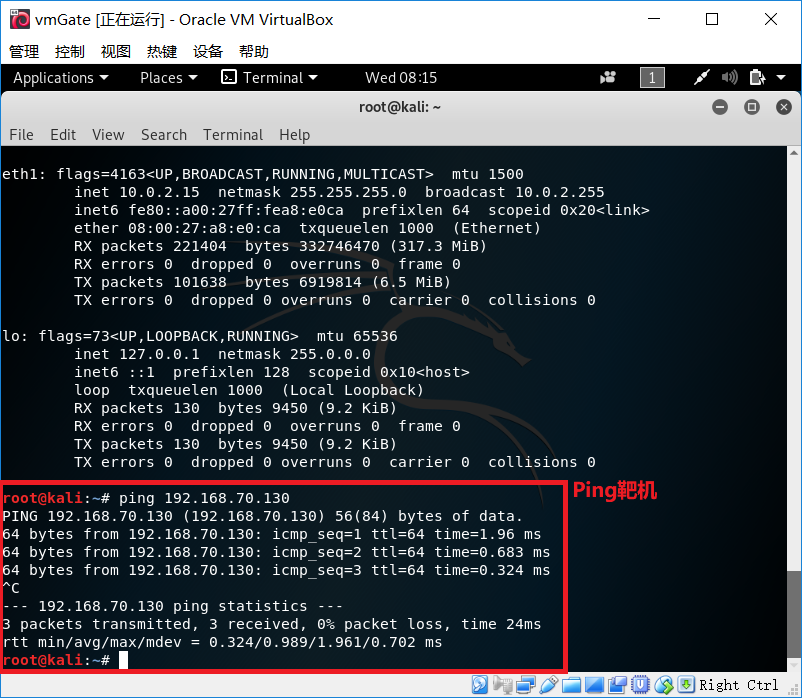 vmGate [正在运行] - Oracle VM VirtualBox
管理 控制 视图 热键 设备 帮助
Applications Places Terminal Wed 08:15 1
root@kali: ~
File Edit View Search Terminal Help
eth1: flags=4163<UP,BROADCAST,RUNNING,MULTICAST>  mtu 1500
        inet 10.0.2.15  netmask 255.255.255.0  broadcast 10.0.2.255
        inet6 fe80::a00:27ff:fea8:e0ca  prefixlen 64  scopeid 0x20<link>
        ether 08:00:27:a8:e0:ca  txqueuelen 1000  (Ethernet)
        RX packets 221404  bytes 332746470 (317.3 MiB)
        RX errors 0  dropped 0  overruns 0  frame 0
        TX packets 101638  bytes 6919814 (6.5 MiB)
        TX errors 0  dropped 0 overruns 0  carrier 0  collisions 0
lo: flags=73<UP,LOOPBACK,RUNNING>  mtu 65536
        inet 127.0.0.1  netmask 255.0.0.0
        inet6 ::1  prefixlen 128  scopeid 0x10<host>
        loop  txqueuelen 1000  (Local Loopback)
        RX packets 130  bytes 9450 (9.2 KiB)
        RX errors 0  dropped 0  overruns 0  frame 0
        TX packets 130  bytes 9450 (9.2 KiB)
        TX errors 0  dropped 0 overruns 0  carrier 0  collisions 0
Ping靶机
root@kali:~# ping 192.168.70.130
PING 192.168.70.130 (192.168.70.130) 56(84) bytes of data.
64 bytes from 192.168.70.130: icmp_seq=1 ttl=64 time=1.96 ms
64 bytes from 192.168.70.130: icmp_seq=2 ttl=64 time=0.683 ms
64 bytes from 192.168.70.130: icmp_seq=3 ttl=64 time=0.324 ms
^C
--- 192.168.70.130 ping statistics ---
3 packets transmitted, 3 received, 0% packet loss, time 24ms
rtt min/avg/max/mdev = 0.324/0.989/1.961/0.702 ms
root@kali:~#
Right Ctrl